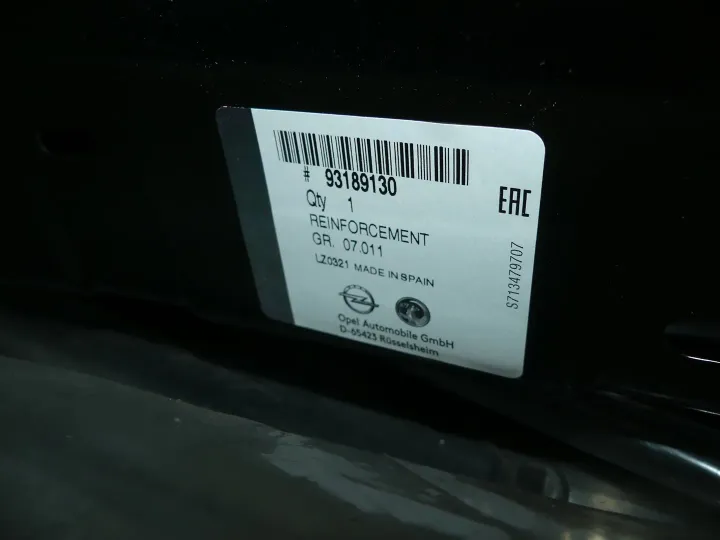 # 93189130
Qty 1
REINFORCEMENT
GR. 07.011
LZ0321 MADE IN SPAIN
Opel Automobile GmbH
D-65423 Rüsselsheim
EAC
S713479707